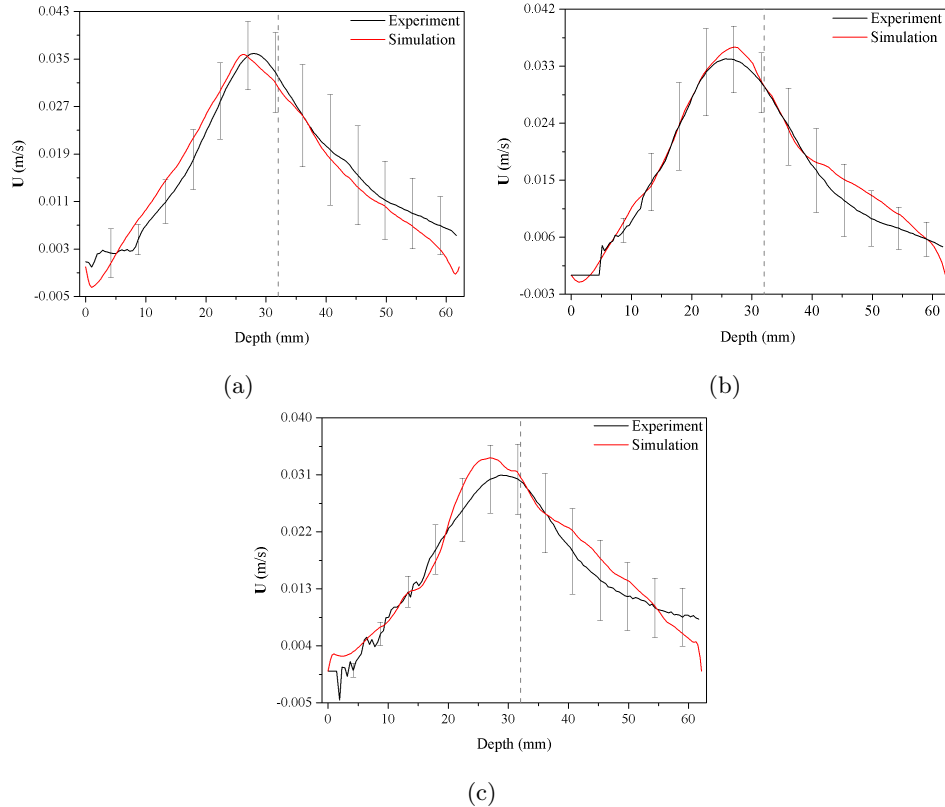 0.043
0.035
0.027
0.019
0.011
0.003
-0.005
U (m/s)
Experiment
Simulation
0 10 20 30 40 50 60
Depth (mm)
(a)
0.042
0.033
0.024
0.015
0.006
-0.003
U (m/s)
Experiment
Simulation
0 10 20 30 40 50 60
Depth (mm)
(b)
0.040
0.031
0.022
0.013
0.004
-0.005
U (m/s)
Experiment
Simulation
0 10 20 30 40 50 60
Depth (mm)
(c)